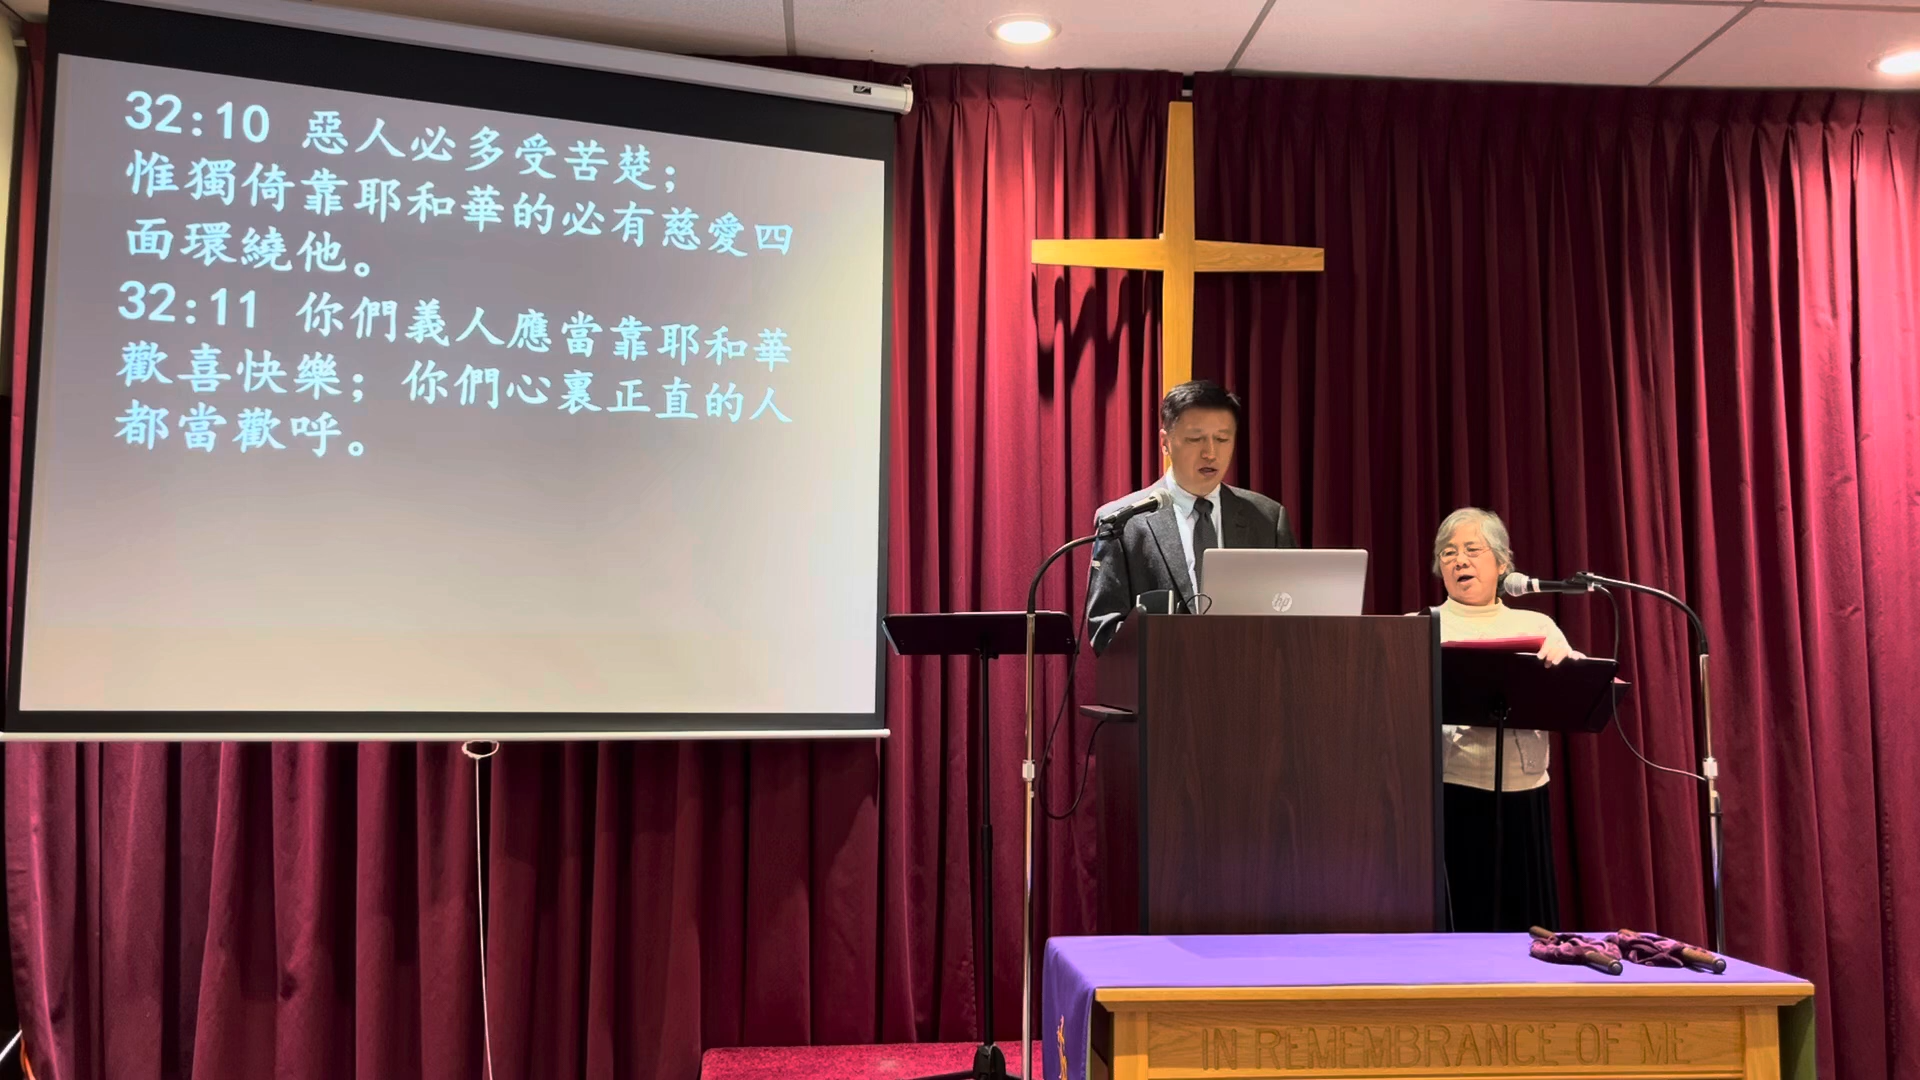 32:10 惡人必多受苦楚；
惟獨倚靠耶和華的必有慈愛四
面環繞他。
32:11 你們義人應當靠耶和華
歡喜快樂；你們心裏正直的人
都當歡呼。
hp
IN REMEMBRANCE OF ME